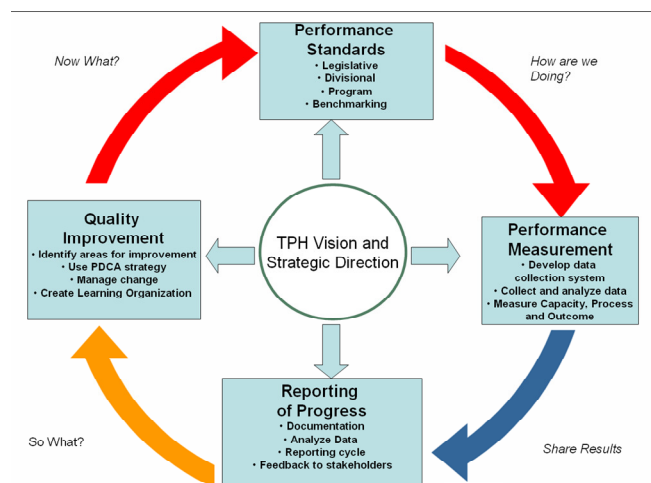 Performance
Standards
• Legislative
• Divisional
• Program
• Benchmarking
Now What?
How are we
Doing?
Quality
Improvement
• Identify areas for improvement
• Use PDCA strategy
• Manage change
• Create Learning Organization
TPH Vision and
Strategic Direction
Performance
Measurement
• Develop data
collection system
• Collect and analyze data
• Measure Capacity, Process
and Outcome
Reporting
of Progress
• Documentation
• Analyze Data
• Reporting cycle
• Feedback to stakeholders
So What?
Share Results